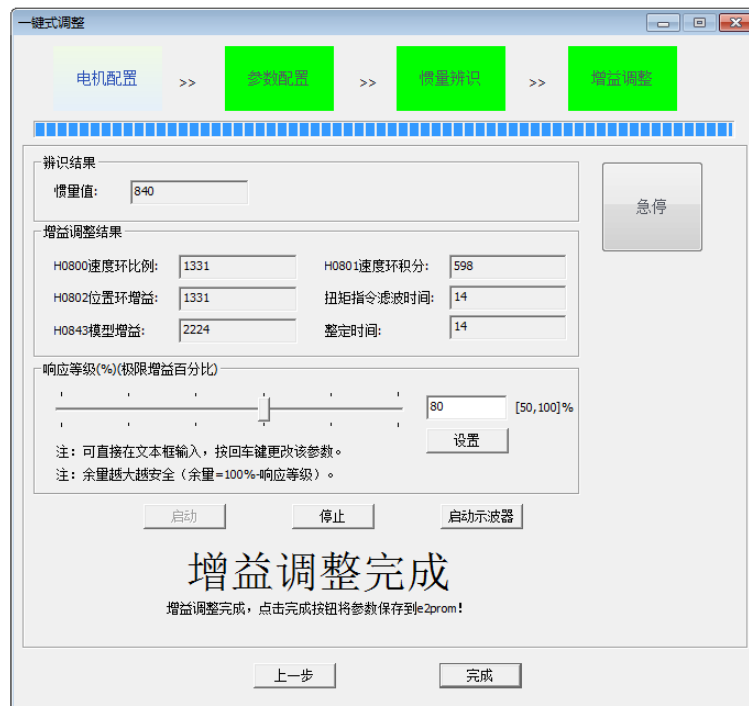 一键式调整
电机配置 >> 参数配置 >> 惯量辨识 >> 增益调整
辨识结果
惯量值: 840
急停
增益调整结果
H0800速度环比例: 1331 H0801速度环积分: 598
H0802位置环增益: 1331 扭矩指令滤波时间: 14
H0843模型增益: 2224 整定时间: 14
响应等级(%)(极限增益百分比)
80 [50,100]%
设置
注：可直接在文本框输入，按回车键更改该参数。
注：余量越大越安全（余量=100%-响应等级）。
启动 停止 启动示波器
增益调整完成
增益调整完成，点击完成按钮将参数保存到e2prom!
上一步 完成